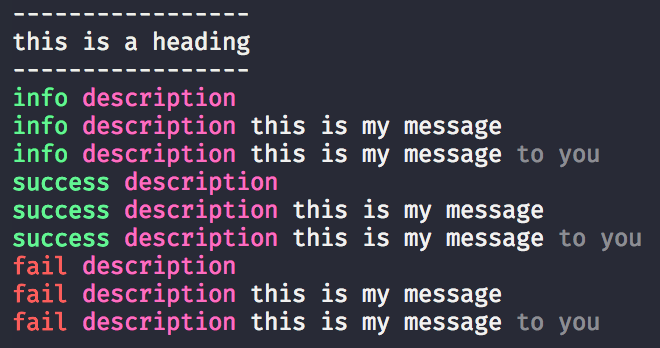 -----------------
this is a heading
-----------------
info description
info description this is my message
info description this is my message to you
success description
success description this is my message
success description this is my message to you
fail description
fail description this is my message
fail description this is my message to you